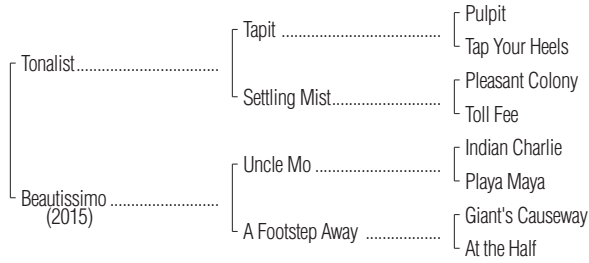 Pulpit
Tapit
Tap Your Heels
Tonalist
Pleasant Colony
Settling Mist
Toll Fee
Indian Charlie
Uncle Mo
Playa Maya
Beautissimo
(2015)
Giant's Causeway
A Footstep Away
At the Half